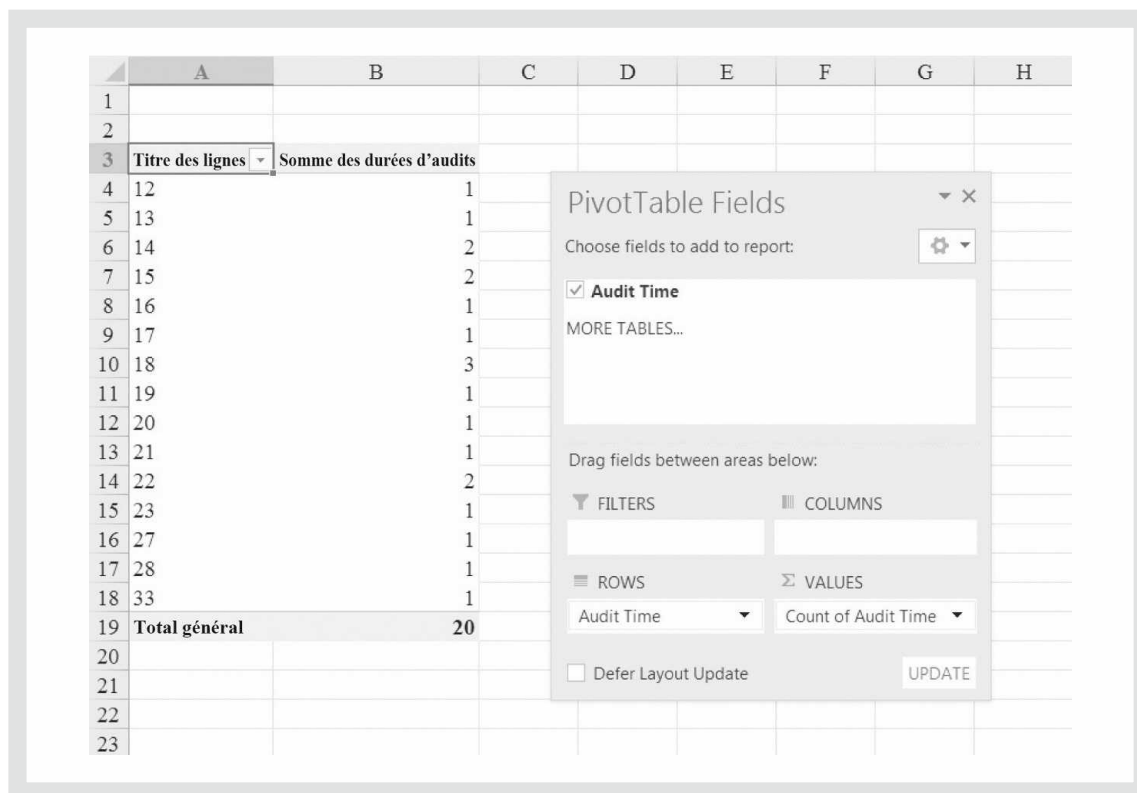 A B C D E F G H
1
2
3 Titre des lignes Somme des durées d’audits
4 12 1
5 13 1
6 14 2
7 15 2
8 16 1
9 17 1
10 18 3
11 19 1
12 20 1
13 21 1
14 22 2
15 23 1
16 27 1
17 28 1
18 33 1
19 Total général 20
20
21
22
23
PivotTable Fields
Choose fields to add to report:
Audit Time
MORE TABLES...
Drag fields between areas below:
FILTERS COLUMNS
ROWS Σ VALUES
Audit Time Count of Audit Time
Defer Layout Update UPDATE